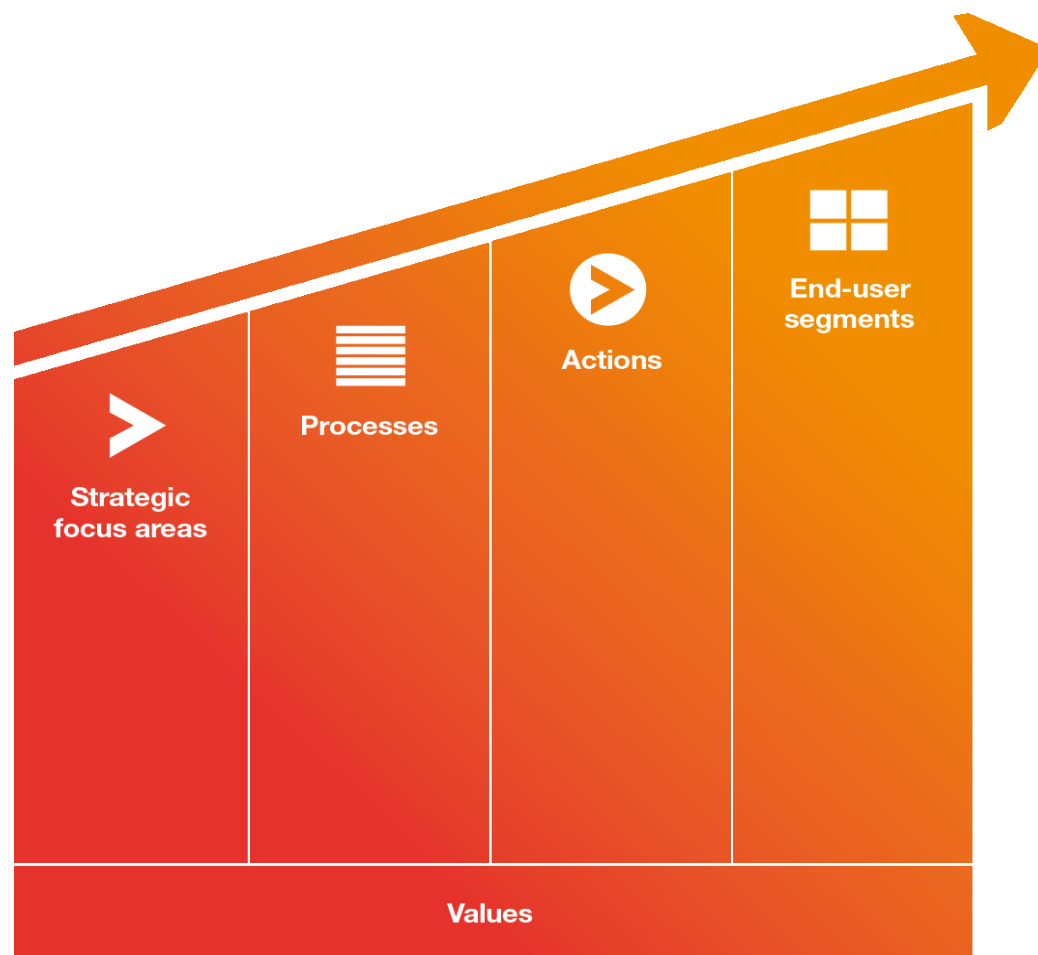 Strategic
focus areas
Processes
Actions
End-user
segments
Values